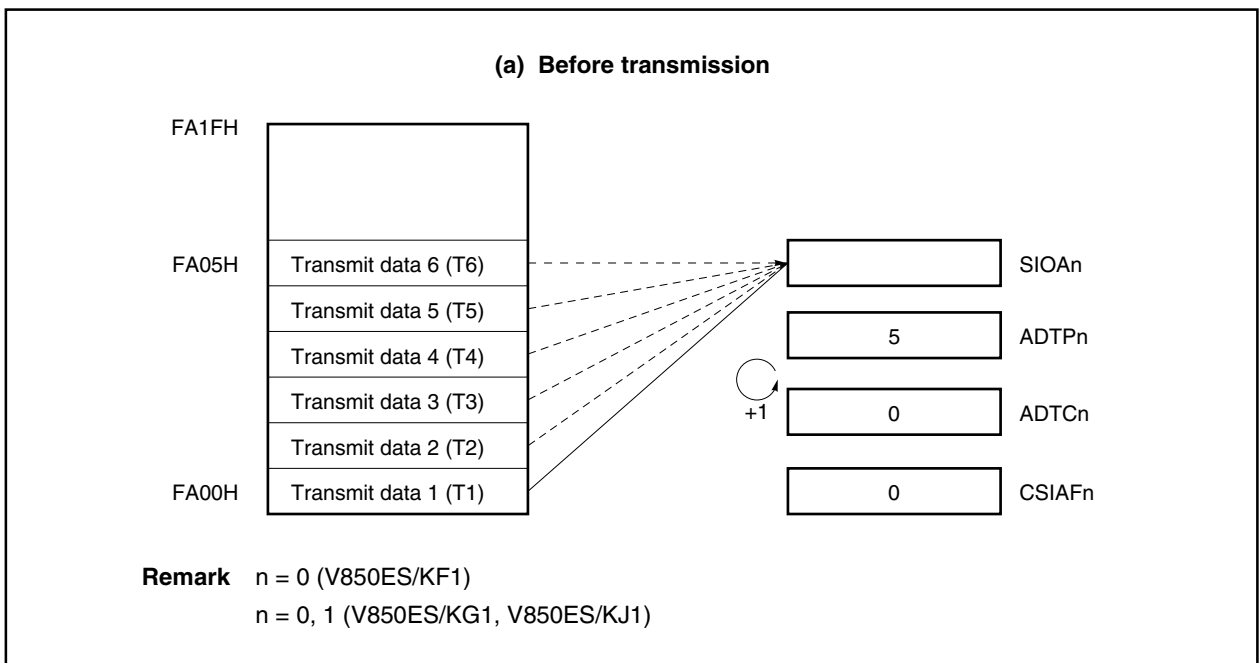 (a) Before transmission
FA1FH
FA05H
Transmit data 6 (T6)
SIOAn
Transmit data 5 (T5)
5
ADTPn
Transmit data 4 (T4)
Transmit data 3 (T3)
+1
0
ADTCn
Transmit data 2 (T2)
FA00H
Transmit data 1 (T1)
0
CSIAFn
Remark n = 0 (V850ES/KF1)
n = 0, 1 (V850ES/KG1, V850ES/KJ1)